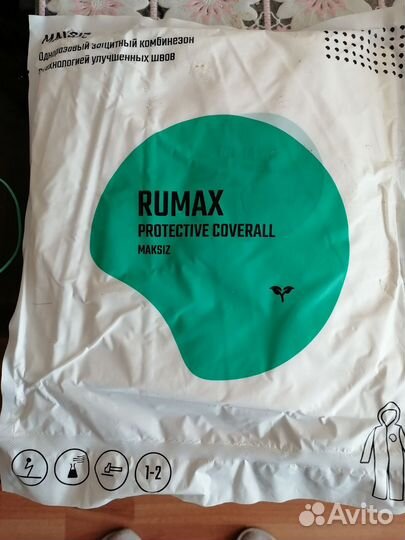 MAKSIZ
Одноразовый защитный комбинезон
технологией улучшенных швов
RUMAX
PROTECTIVE COVERALL
MAKSIZ
1-2
Avito